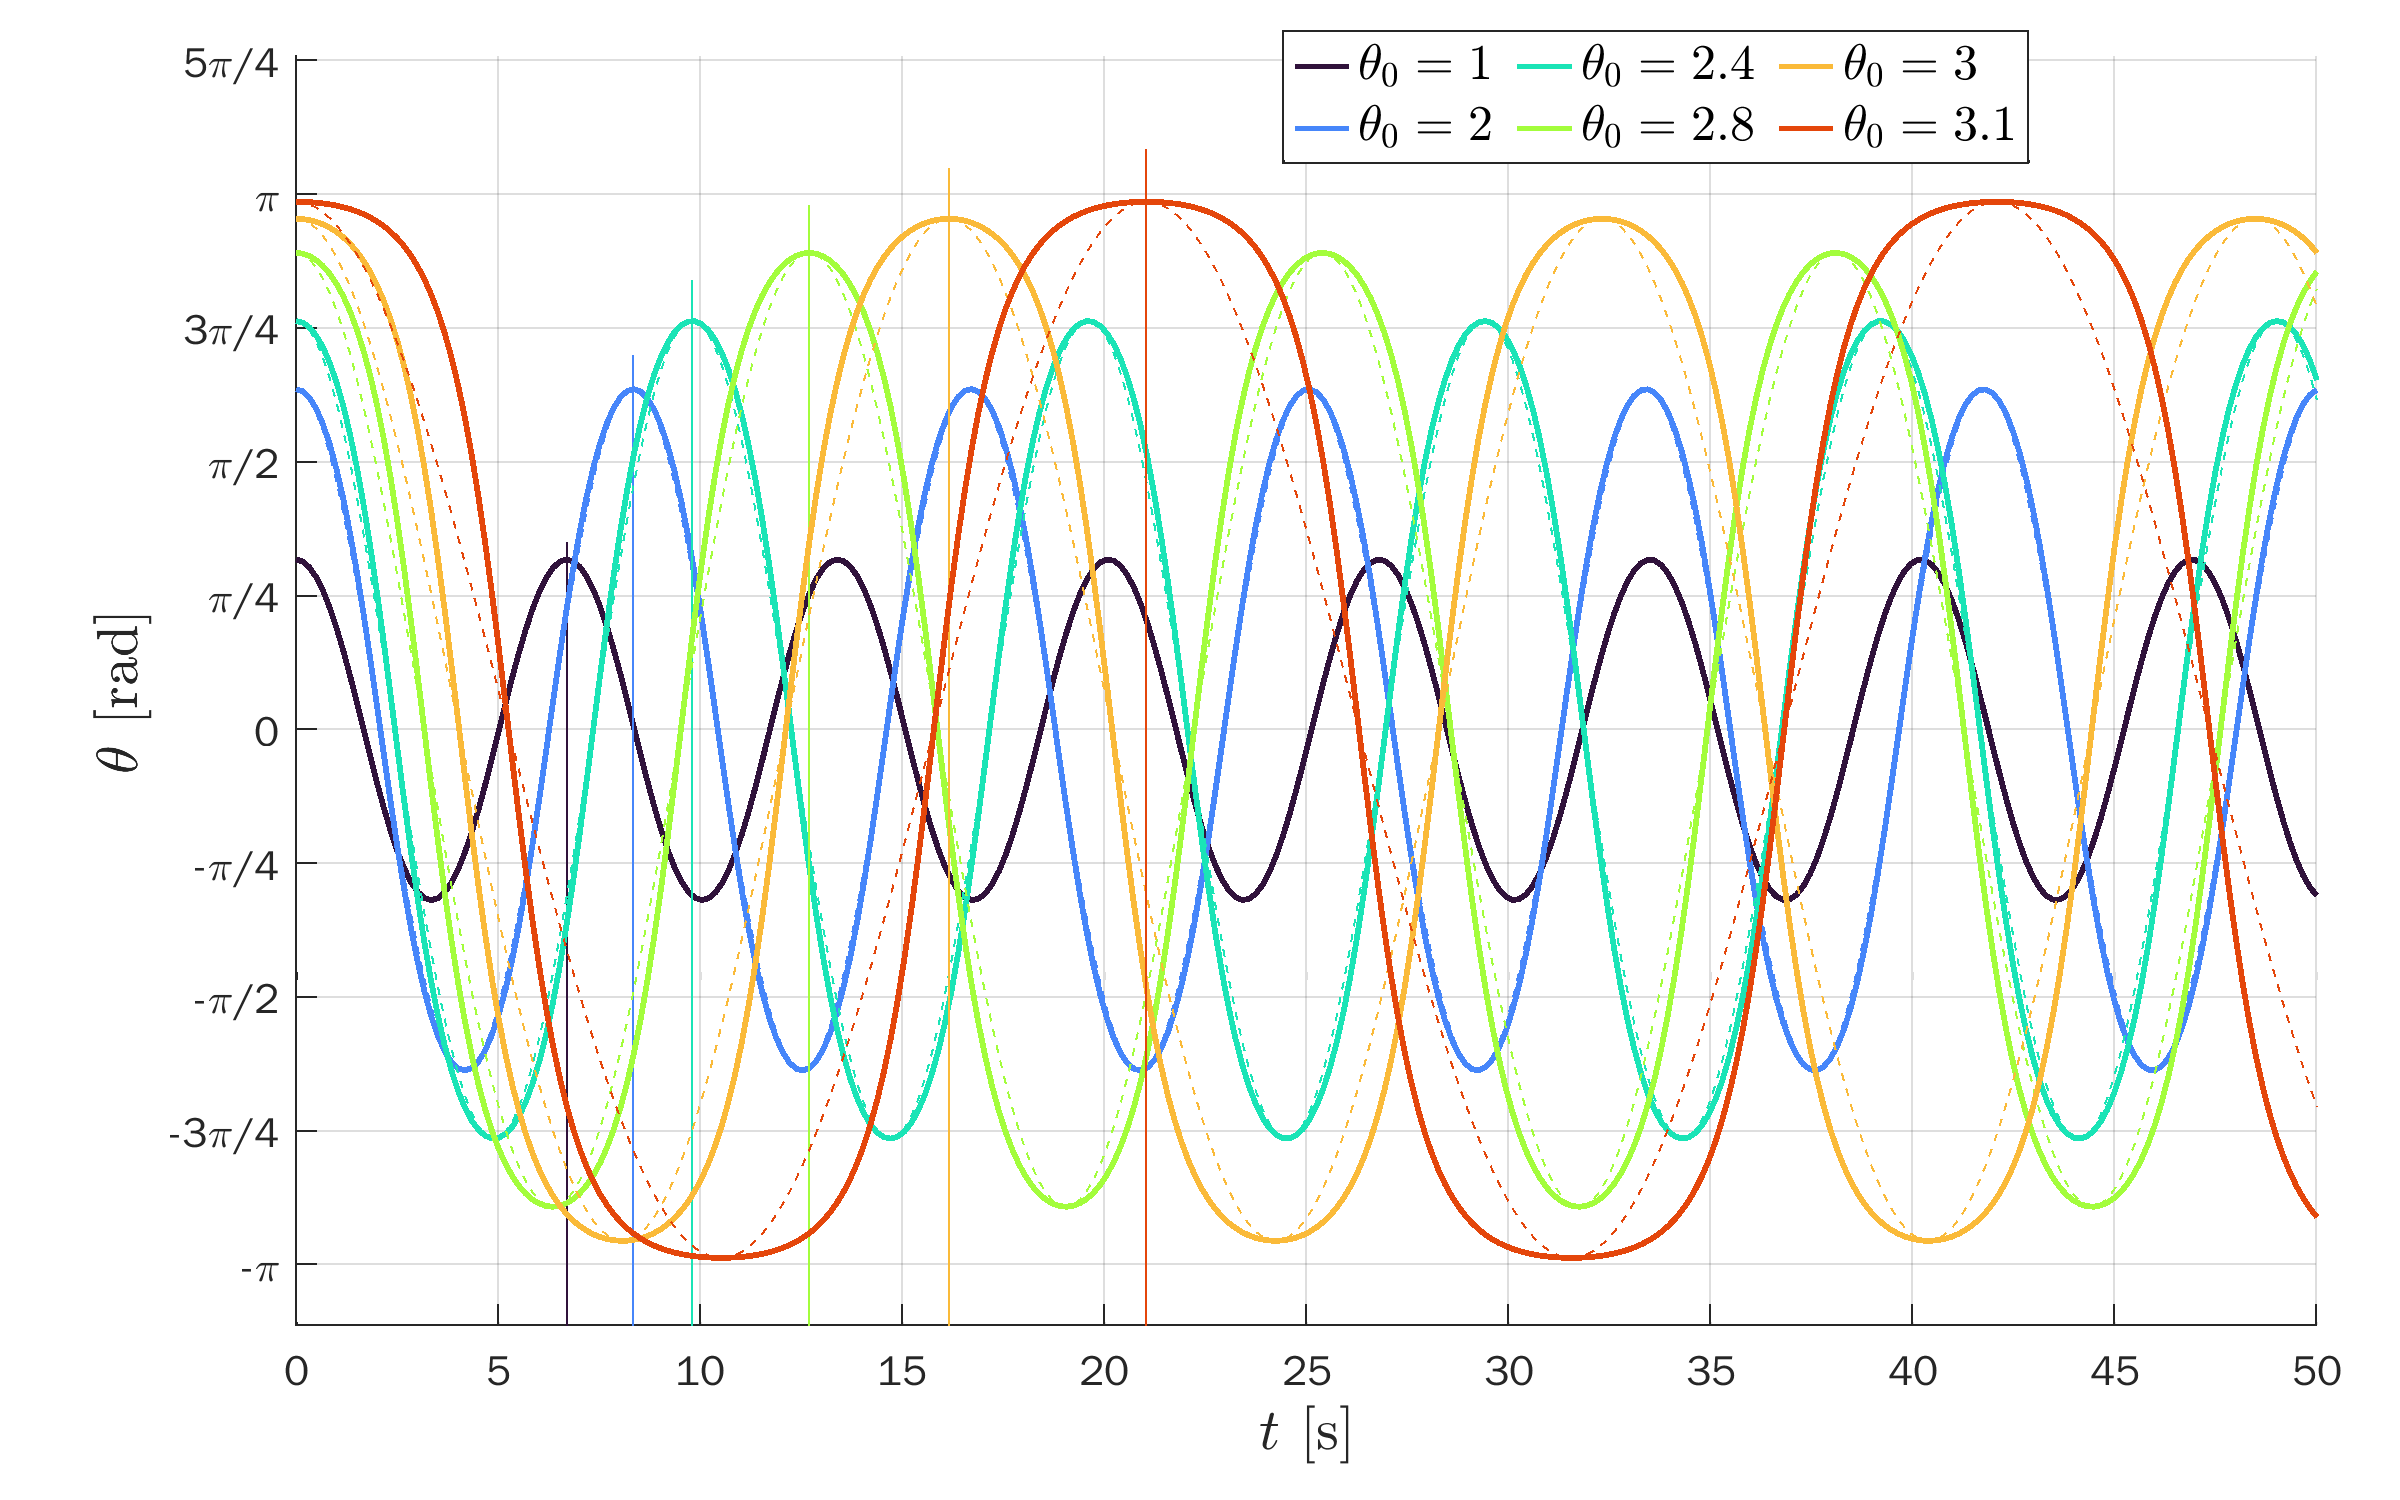 θ₀ = 1 θ₀ = 2.4 θ₀ = 3
θ₀ = 2 θ₀ = 2.8 θ₀ = 3.1
5π/4
π
3π/4
π/2
π/4
0
-π/4
-π/2
-3π/4
-π
θ [rad]
0 5 10 15 20 25 30 35 40 45 50
t [s]